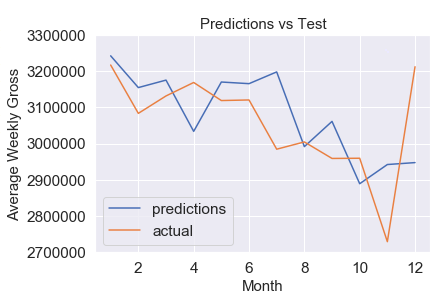 Predictions vs Test
Average Weekly Gross
3300000
3200000
3100000
3000000
2900000
2800000
2700000
predictions
actual
2 4 6 8 10 12
Month